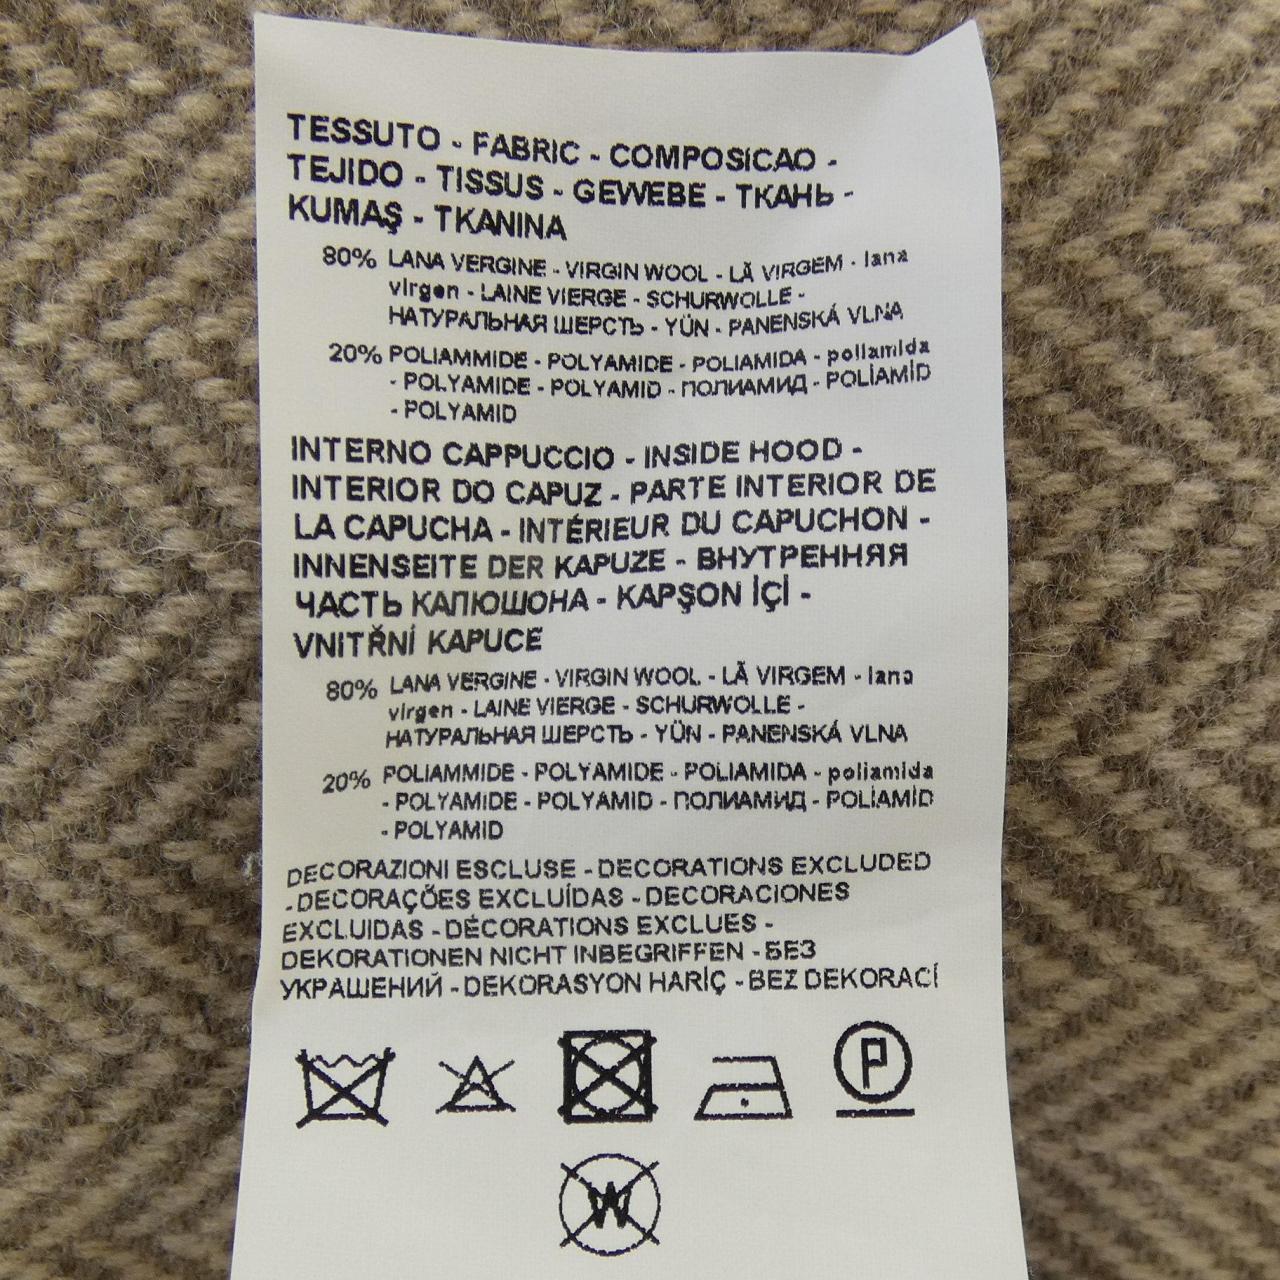 TESSUTO - FABRIC - COMPOSICAO -
TEJIDO - TISSUS - GEWEBE - ТКАНЬ -
KUMAŞ - TKANINA
80% LANA VERGINE - VIRGIN WOOL - LÃ VIRGEM - lana
virgen - LAINE VIERGE - SCHURWOLLE -
НАТУРАЛЬНАЯ ШЕРСТЬ - YÜN - PANENSKÁ VLNA
20% POLIAMMIDE - POLYAMIDE - POLIAMIDA - poliamida
- POLYAMIDE - POLYAMID - ПОЛИАМИД - POLİAMİD
- POLYAMID
INTERNO CAPPUCCIO - INSIDE HOOD -
INTERIOR DO CAPUZ - PARTE INTERIOR DE
LA CAPUCHA - INTÉRIEUR DU CAPUCHON -
INNENSEITE DER KAPUZE - ВНУТРЕННЯЯ
ЧАСТЬ КАПЮШОНА - KAPŞON İÇİ -
VNITŘNÍ KAPUCE
80% LANA VERGINE - VIRGIN WOOL - LÃ VIRGEM - lana
virgen - LAINE VIERGE - SCHURWOLLE -
НАТУРАЛЬНАЯ ШЕРСТЬ - YÜN - PANENSKÁ VLNA
20% POLIAMMIDE - POLYAMIDE - POLIAMIDA - poliamida
- POLYAMIDE - POLYAMID - ПОЛИАМИД - POLİAMİD
- POLYAMID
DECORAZIONI ESCLUSE - DECORATIONS EXCLUDED
- DECORAÇÕES EXCLUÍDAS - DECORACIONES
EXCLUIDAS - DÉCORATIONS EXCLUES -
DEKORATIONEN NICHT INBEGRIFFEN - БЕЗ
УКРАШЕНИЙ - DEKORASYON HARİÇ - BEZ DEKORACÍ
P
W